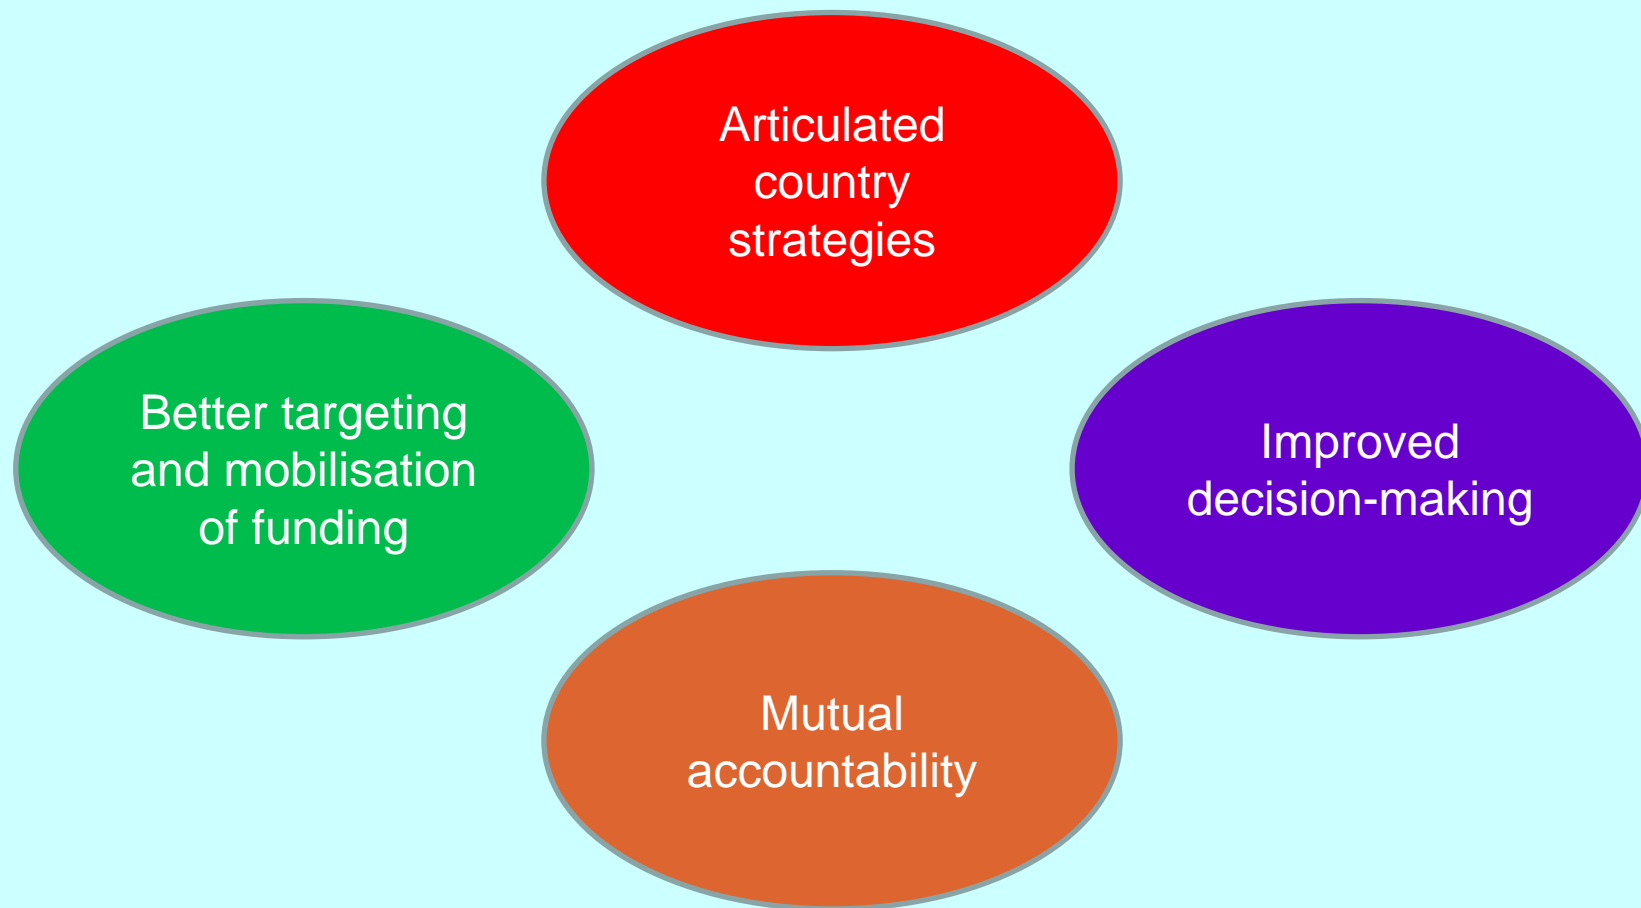 Articulated
country
strategies
Better targeting
and mobilisation
of funding
Improved
decision-making
Mutual
accountability